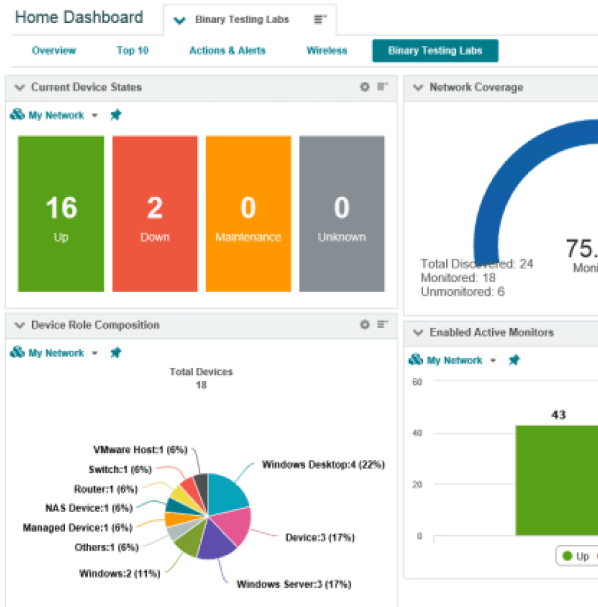 Home Dashboard
Binary Testing Labs
Overview
Top 10
Actions & Alerts
Wireless
Binary Testing Labs
Current Device States
My Network
16
Up
2
Down
0
Maintenance
0
Unknown
Network Coverage
75.
Moni
Total Discovered: 24
Monitored: 18
Unmonitored: 6
Device Role Composition
My Network
Total Devices
18
VMware Host:1 (6%)
Switch:1 (6%)
Router:1 (6%)
NAS Device:1 (6%)
Managed Device:1 (6%)
Others:1 (6%)
Windows:2 (11%)
Windows Desktop:4 (22%)
Device:3 (17%)
Windows Server:3 (17%)
Enabled Active Monitors
My Network
60
40
20
0
43
Up